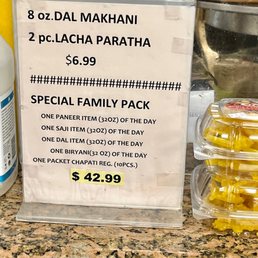 8 oz.DAL MAKHANI
2 pc.LACHA PARATHA
$6.99
################################
SPECIAL FAMILY PACK
ONE PANEER ITEM (32OZ) OF THE DAY
ONE SAJI ITEM (32OZ) OF THE DAY
ONE DAL ITEM (32OZ) OF THE DAY
ONE BIRYANI(32 OZ) OF THE DAY
ONE PACKET CHAPATI REG. (10PCS.)
$ 42.99